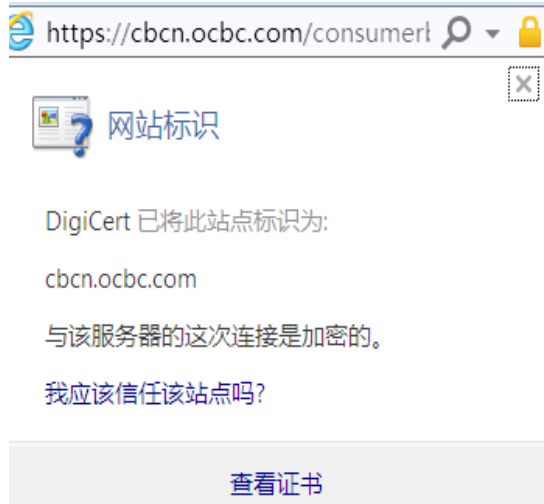 https://cbcn.ocbc.com/consumerl
网站标识
DigiCert 已将此站点标识为:
cbcn.ocbc.com
与该服务器的这次连接是加密的。
我应该信任该站点吗?
查看证书